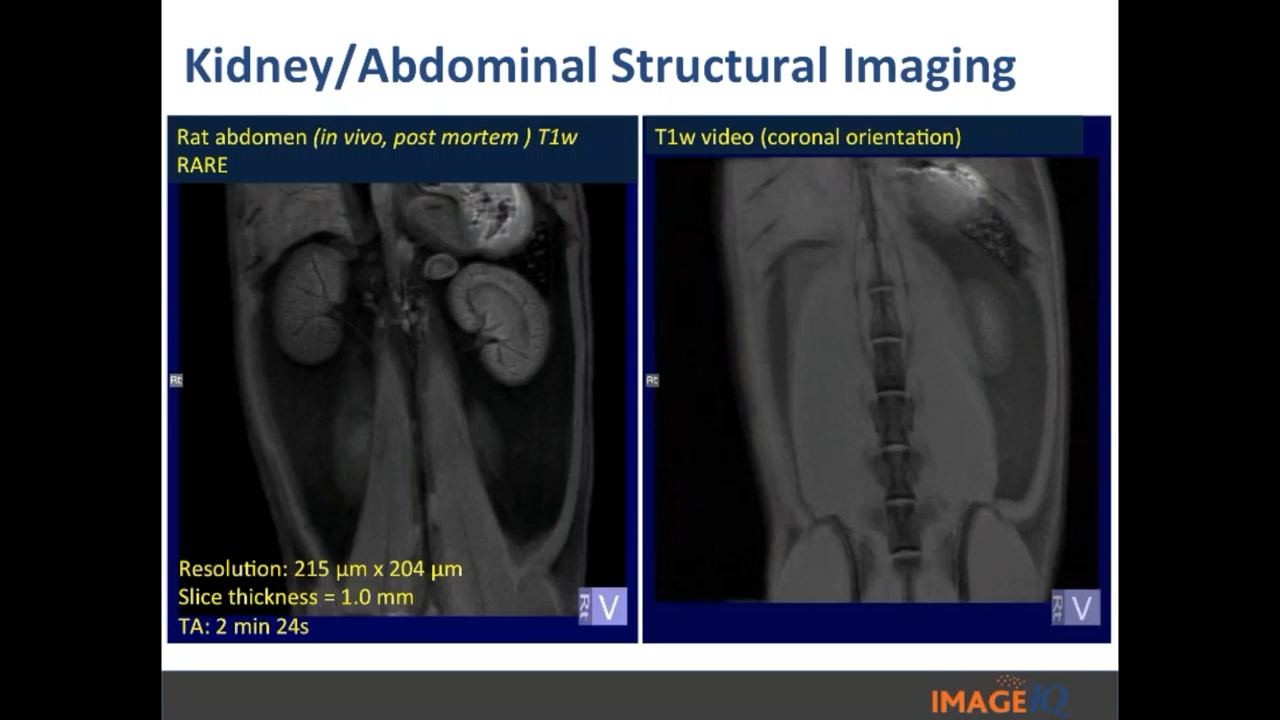 Kidney/Abdominal Structural Imaging
Rat abdomen (in vivo, post mortem ) T1w
RARE
T1w video (coronal orientation)
Rt
Rt
Resolution: 215 µm x 204 µm
Slice thickness = 1.0 mm
TA: 2 min 24s
Rt V
Rt V
IMAGEIQ